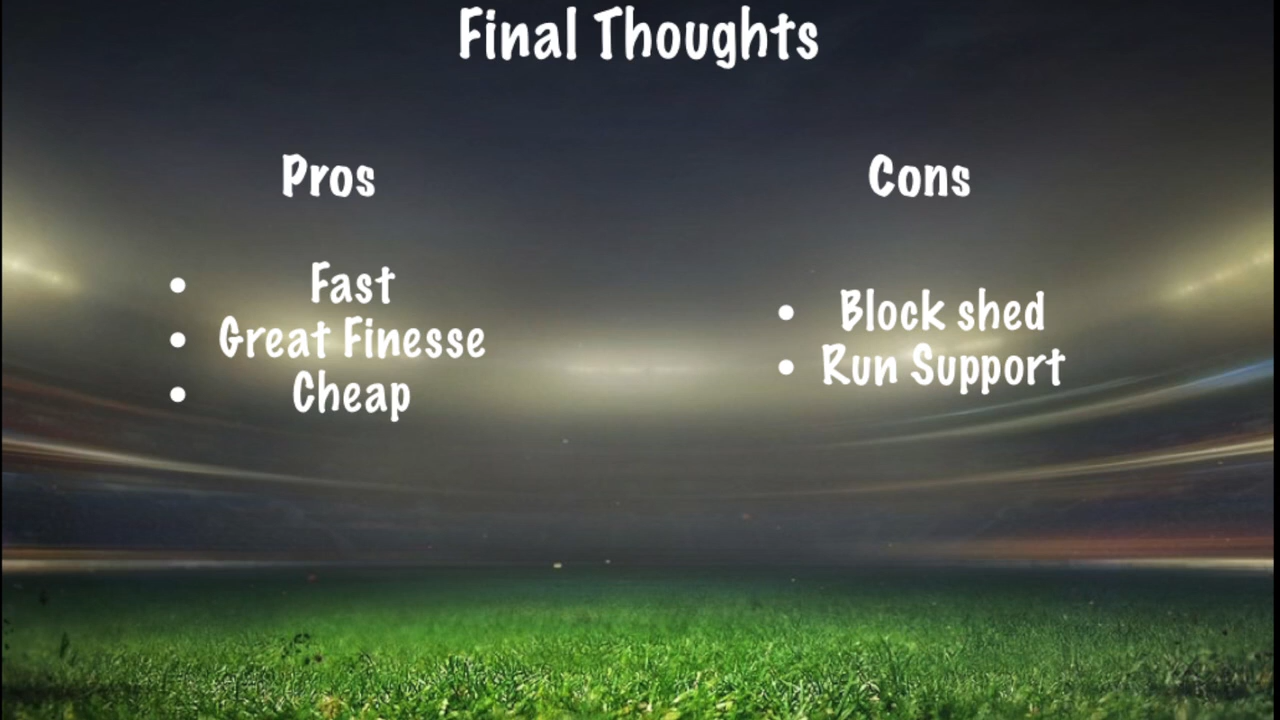 Final Thoughts
Pros
• Fast
• Great Finesse
• Cheap
Cons
• Block shed
• Run Support